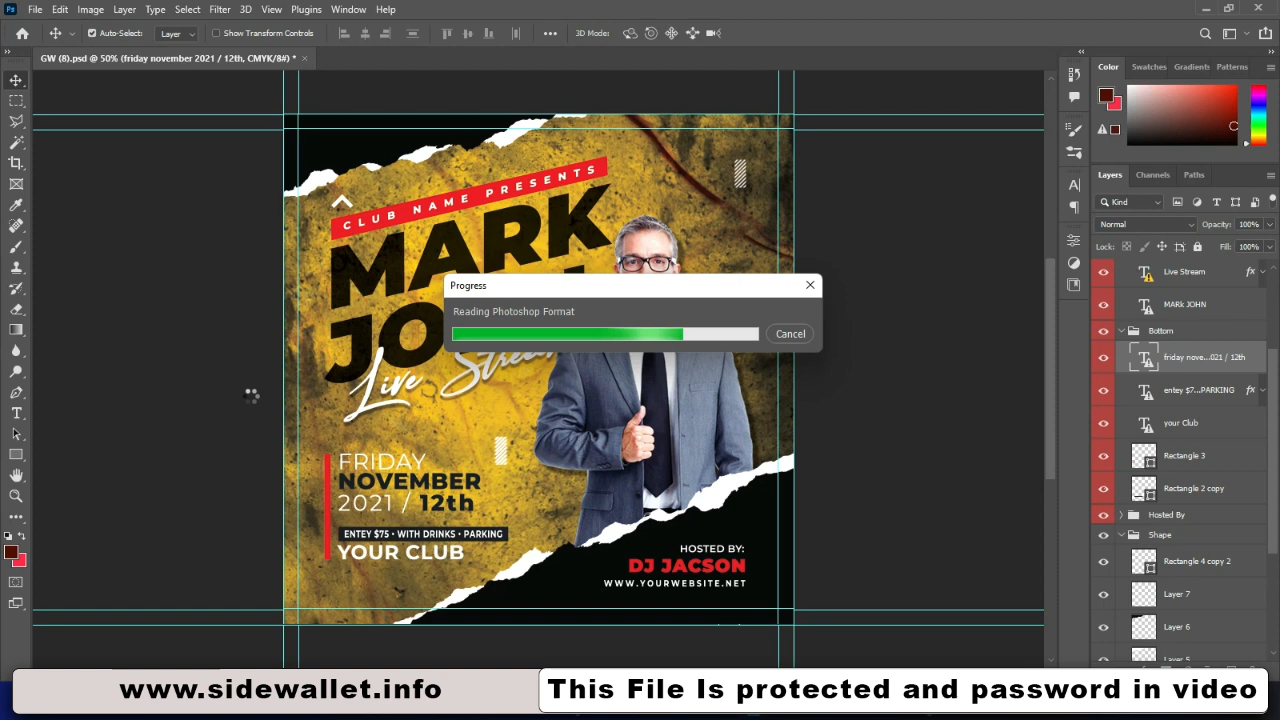 File Edit Image Layer Type Select Filter 3D View Plugins Window Help
Auto-Select: Layer Show Transform Controls 3D Mode:
GW (8).psd @ 50% (friday november 2021 / 12th, CMYK/8#) *
Color Swatches Gradients Patterns
Layers Channels Paths
Kind
Normal Opacity: 100%
Lock: Fill: 100%
Live Stream fx
MARk JOHN
Bottom
friday nove...021 / 12th
entey $7...PARKING fx
your Club
Rectangle 3
Rectangle 2 copy
Hosted By
Shape
Rectangle 4 copy 2
Layer 7
Layer 6
Layer 5
CLUB NAME PRESENTS
MARK
Live Stream
Progress
Reading Photoshop Format
Cancel
FRIDAY
NOVEMBER
2021 / 12th
ENTEY $75 • WITH DRINKS • PARKING
YOUR CLUB
HOSTED BY:
DJ JACSON
WWW.YOURWEBSITE.NET
www.sidewallet.info
This File Is protected and password in video